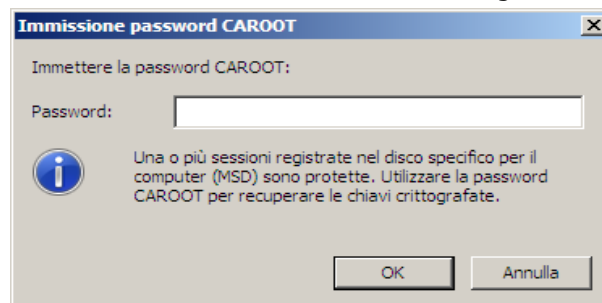 Immissione password CAROOT
Immettere la password CAROOT:
Password:
Una o più sessioni registrate nel disco specifico per il
computer (MSD) sono protette. Utilizzare la password
CAROOT per recuperare le chiavi crittografate.
OK
Annulla